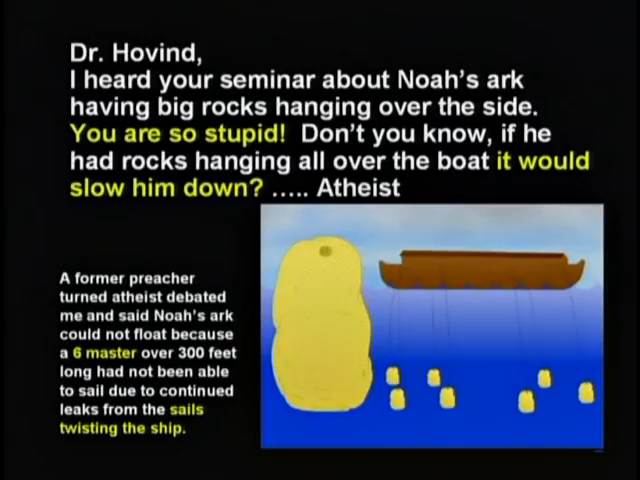 Dr. Hovind,
I heard your seminar about Noah's ark
having big rocks hanging over the side.
You are so stupid! Don't you know, if he
had rocks hanging all over the boat it would
slow him down? ..... Atheist
A former preacher
turned atheist debated
me and said Noah's ark
could not float because
a 6 master over 300 feet
long had not been able
to sail due to continued
leaks from the sails
twisting the ship.